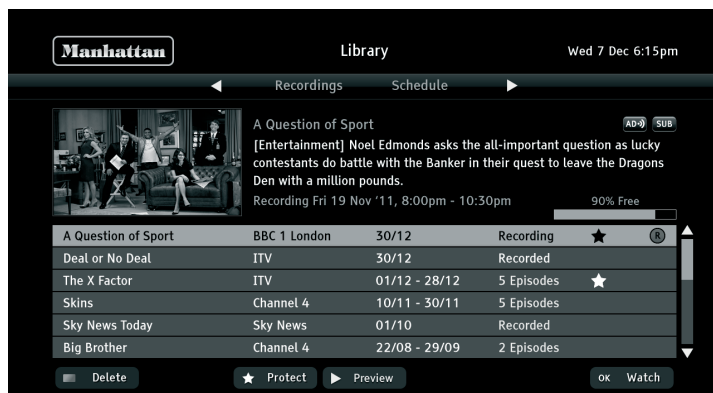 Manhattan Library Wed 7 Dec 6:15pm
Recordings Schedule
A Question of Sport AD SUB
[Entertainment] Noel Edmonds asks the all-important question as lucky
contestants do battle with the Banker in their quest to leave the Dragons
Den with a million pounds.
Recording Fri 19 Nov ‘11, 8:00pm - 10:30pm 90% Free
A Question of Sport BBC 1 London 30/12 Recording R
Deal or No Deal ITV 30/12 Recorded
The X Factor ITV 01/12 - 28/12 5 Episodes
Skins Channel 4 10/11 - 30/11 5 Episodes
Sky News Today Sky News 01/10 Recorded
Big Brother Channel 4 22/08 - 29/09 2 Episodes
Delete Protect Preview OK Watch